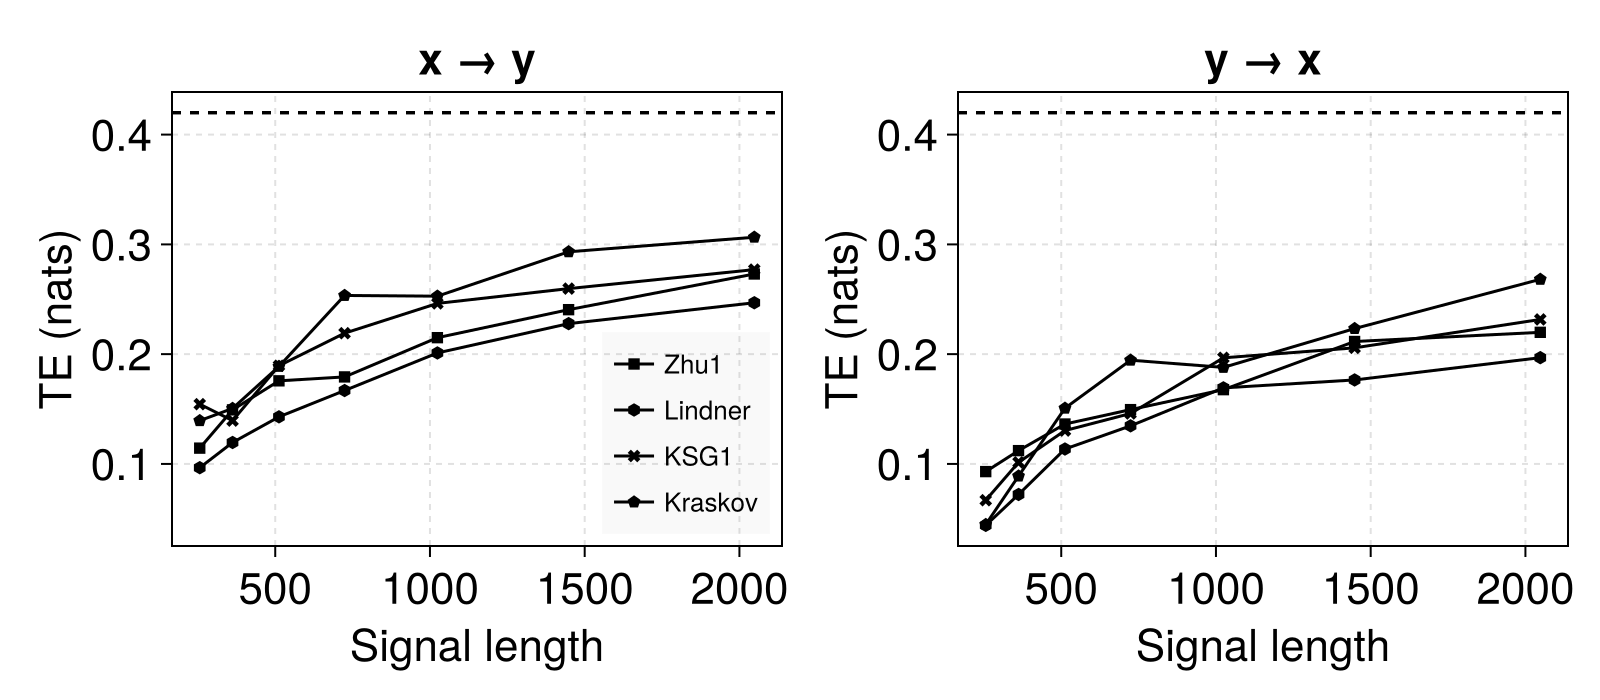 x → y
TE (nats)
0.4
0.3
0.2
0.1
500 1000 1500 2000
Signal length
Zhu1
Lindner
KSG1
Kraskov
y → x
TE (nats)
0.4
0.3
0.2
0.1
500 1000 1500 2000
Signal length